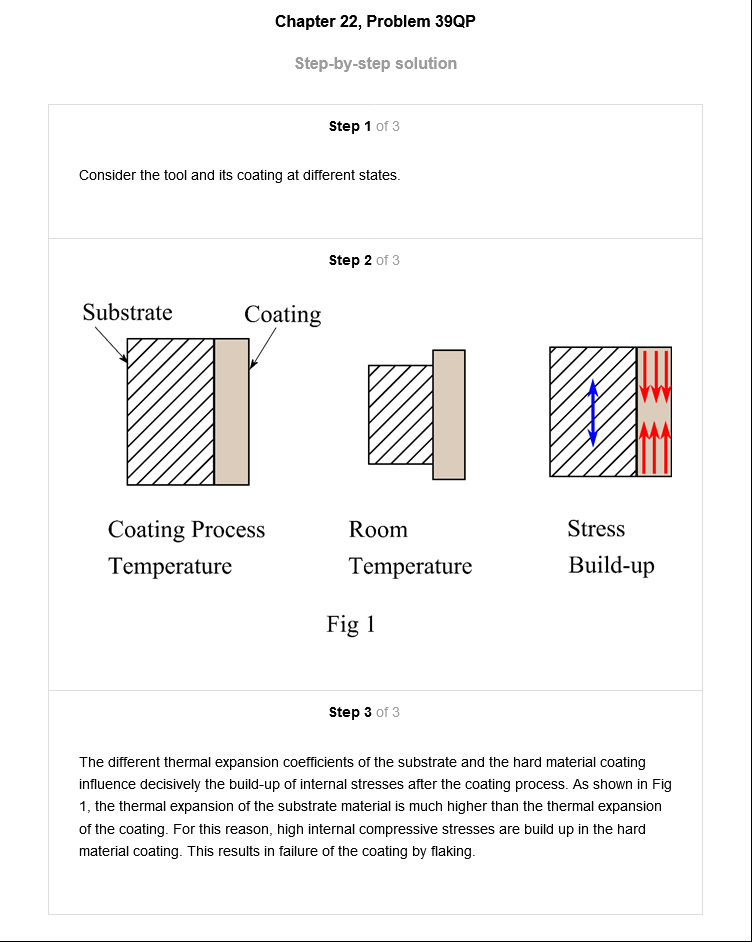 Chapter 22, Problem 39QP
Step-by-step solution
Step 1 of 3
Consider the tool and its coating at different states.
Step 2 of 3
Substrate
Coating
Coating Process
Temperature
Room
Temperature
Stress
Build-up
Fig 1
Step 3 of 3
The different thermal expansion coefficients of the substrate and the hard material coating
influence decisively the build-up of internal stresses after the coating process. As shown in Fig
1, the thermal expansion of the substrate material is much higher than the thermal expansion
of the coating. For this reason, high internal compressive stresses are build up in the hard
material coating. This results in failure of the coating by flaking.